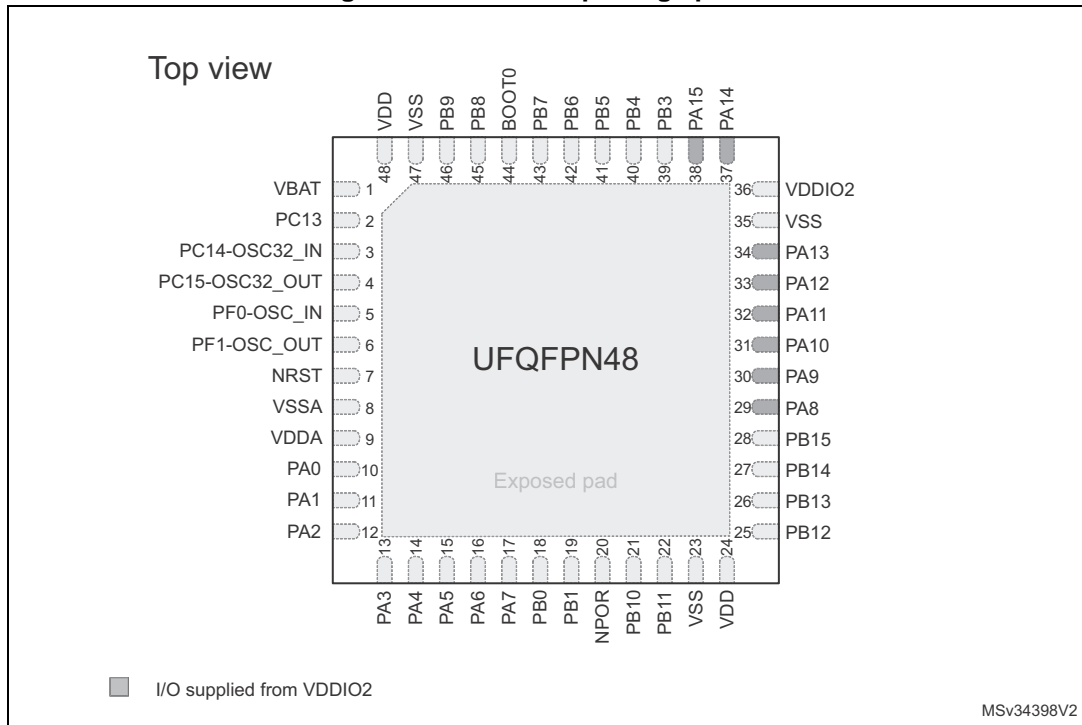 Top view
VDD
VSS
PB9
PB8
BOOT0
PB7
PB6
PB5
PB4
PB3
PA15
PA14
48
47
46
45
44
43
42
41
40
39
38
37
VBAT 1
PC13 2
PC14-OSC32_IN 3
PC15-OSC32_OUT 4
PF0-OSC_IN 5
PF1-OSC_OUT 6
NRST 7
VSSA 8
VDDA 9
PA0 10
PA1 11
PA2 12
36 VDDIO2
35 VSS
34 PA13
33 PA12
32 PA11
31 PA10
30 PA9
29 PA8
28 PB15
27 PB14
26 PB13
25 PB12
UFQFPN48
Exposed pad
13
14
15
16
17
18
19
20
21
22
23
24
PA3
PA4
PA5
PA6
PA7
PB0
PB1
NPOR
PB10
PB11
VSS
VDD
I/O supplied from VDDIO2
MSv34398V2